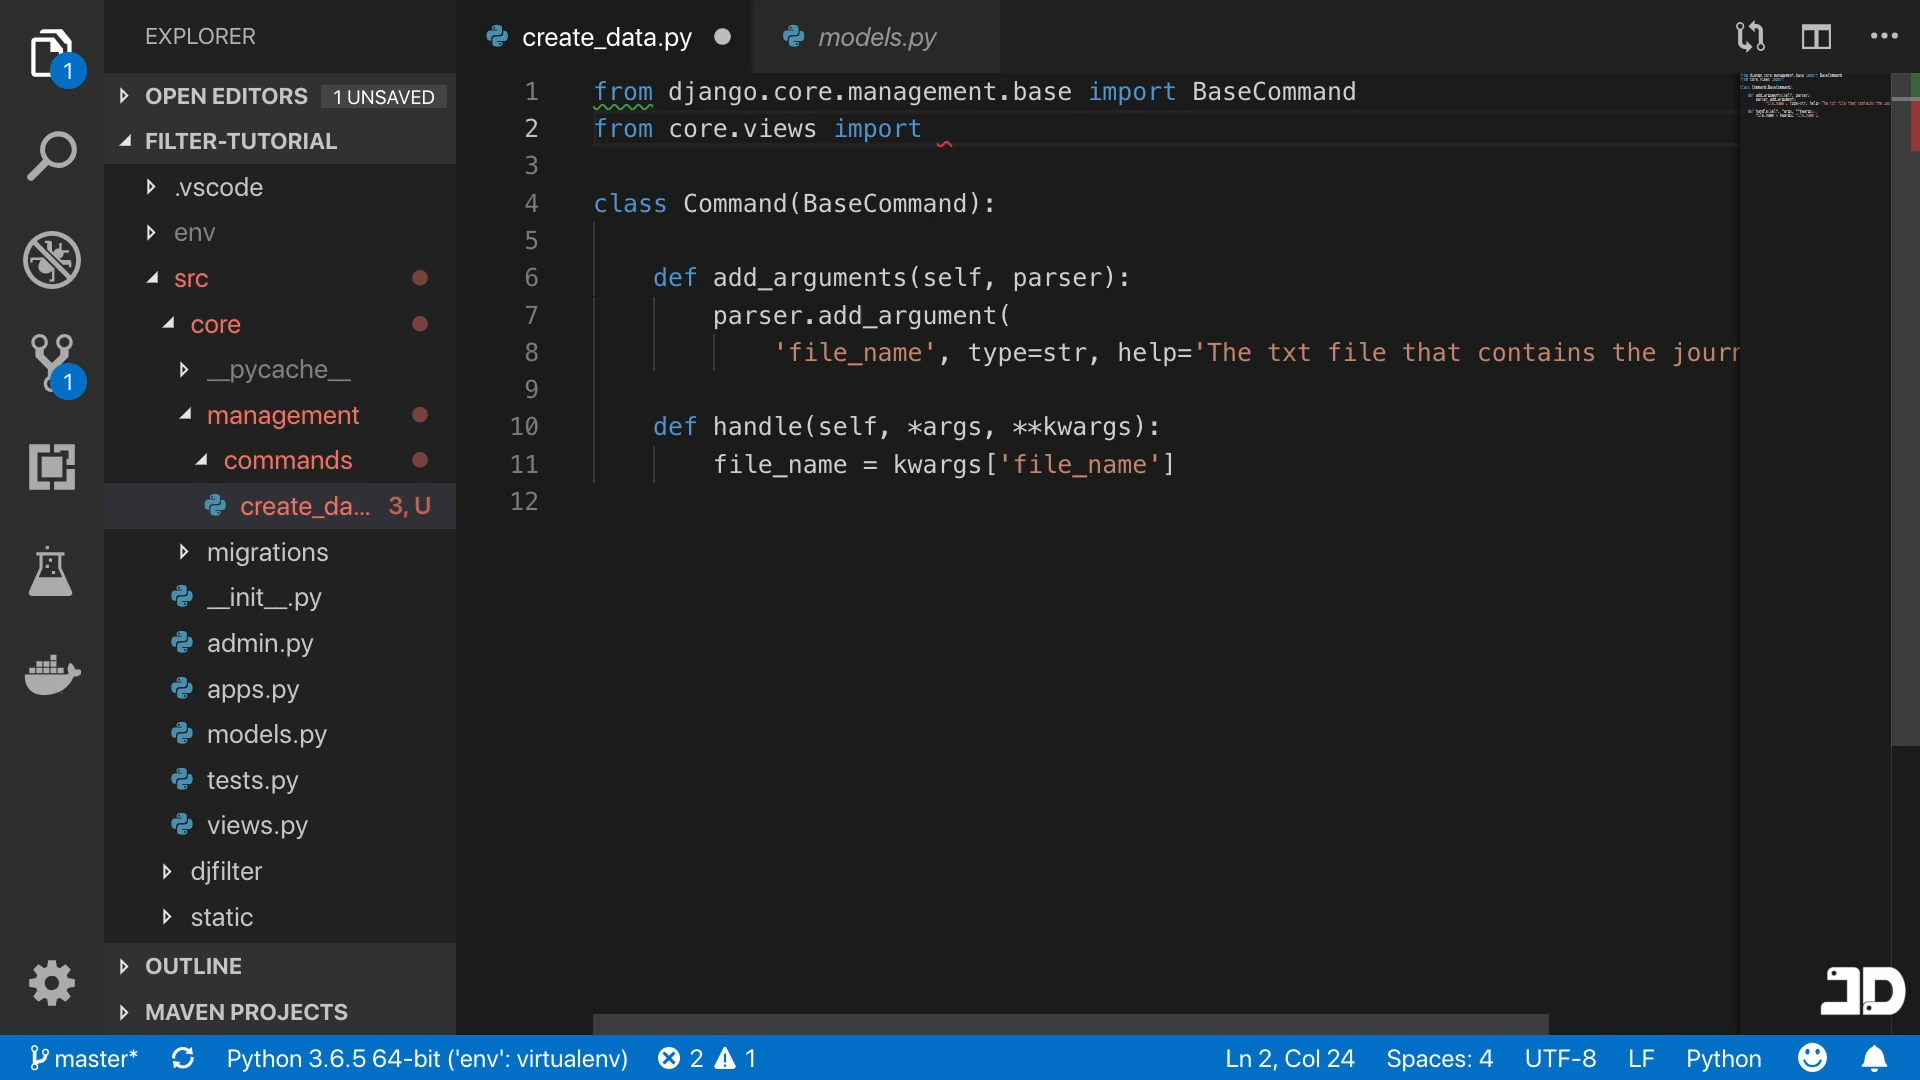 EXPLORER
OPEN EDITORS 1 UNSAVED
FILTER-TUTORIAL
.vscode
env
src
core
__pycache__
management
commands
create_da... 3, U
migrations
__init__.py
admin.py
apps.py
models.py
tests.py
views.py
djfilter
static
OUTLINE
MAVEN PROJECTS
1
1
create_data.py
models.py
1 from django.core.management.base import BaseCommand
2 from core.views import
3
4 class Command(BaseCommand):
5
6 def add_arguments(self, parser):
7 parser.add_argument(
8 'file_name', type=str, help='The txt file that contains the journ
9
10 def handle(self, *args, **kwargs):
11 file_name = kwargs['file_name']
12
JD
master* Python 3.6.5 64-bit ('env': virtualenv) 2 1 Ln 2, Col 24 Spaces: 4 UTF-8 LF Python